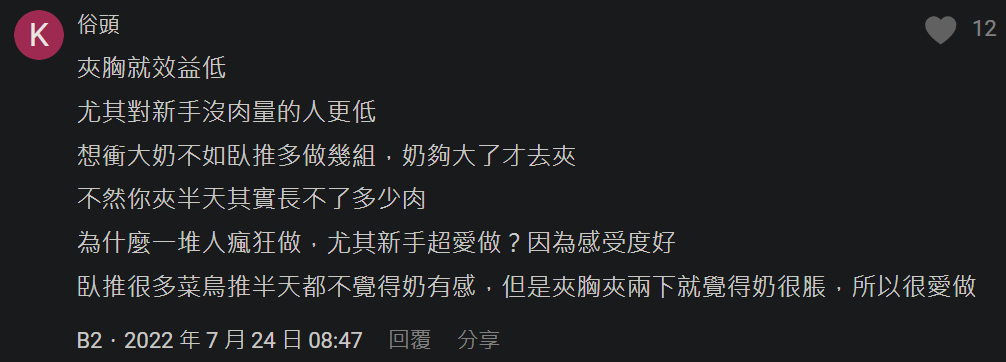 K
俗頭
12
夾胸就效益低
尤其對新手沒肉量的人更低
想衝大奶不如臥推多做幾組，奶夠大了才去夾
不然你夾半天其實長不了多少肉
為什麼一堆人瘋狂做，尤其新手超愛做？因為感受度好
臥推很多菜鳥推半天都不覺得奶有感，但是夾胸夾兩下就覺得奶很脹，所以很愛做
B2．2022 年 7 月 24 日 08:47 回覆 分享